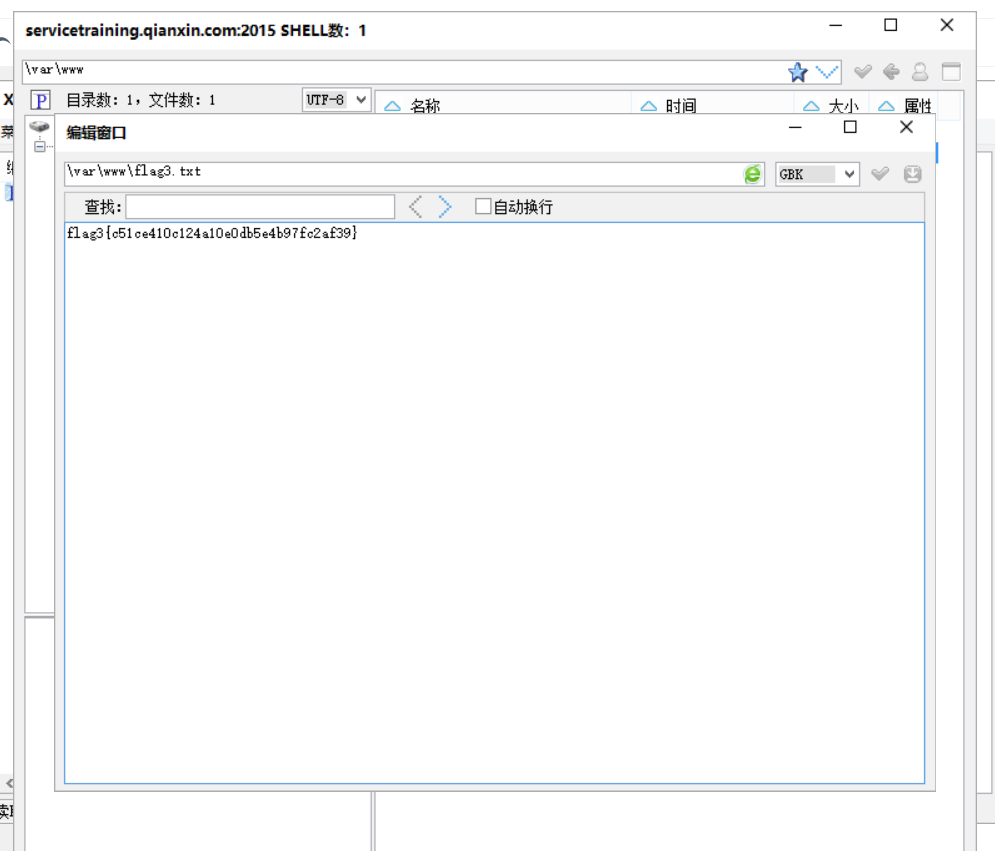 servicetraining.qianxin.com:2015 SHELL数: 1
\var\www
目录数: 1, 文件数: 1
UTF-8
名称
时间
大小
属性
编辑窗口
\var\www\flag3.txt
GBK
查找:
自动换行
flag3{c51ce410c124a10e0db5e4b97fc2af39}